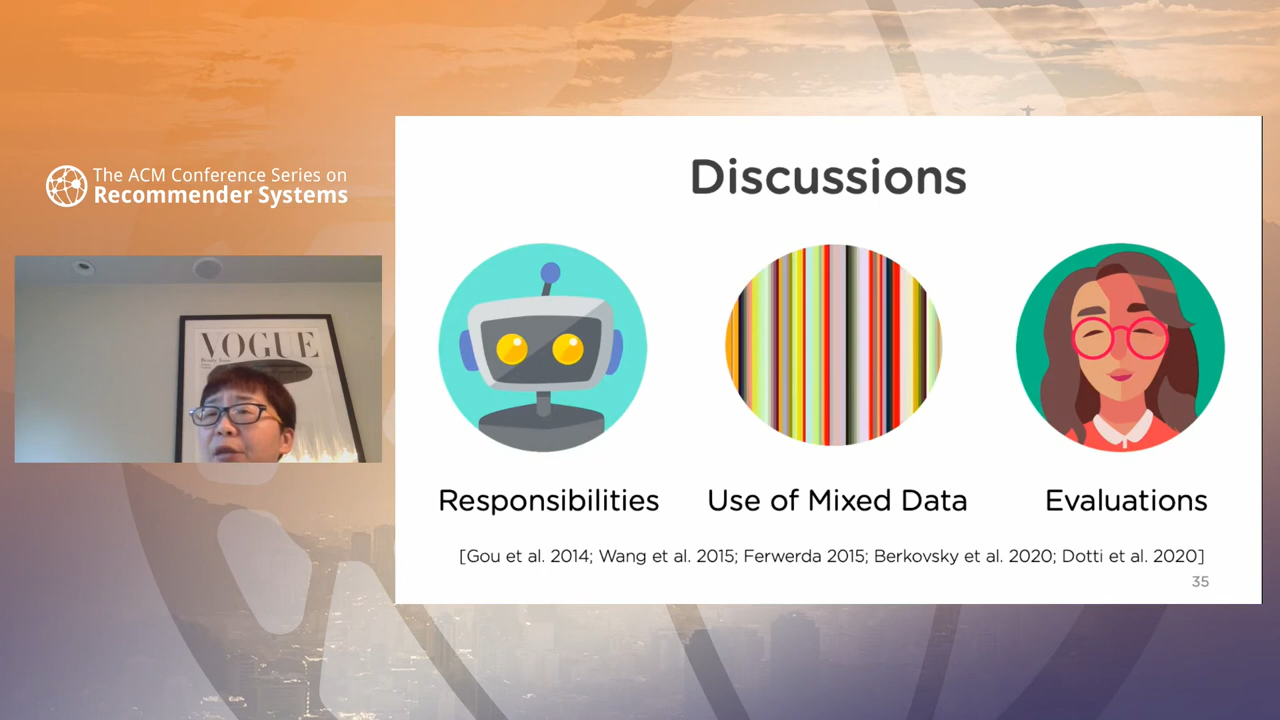 The ACM Conference Series on
Recommender Systems
VOGUE
Discussions
Responsibilities
Use of Mixed Data
Evaluations
[Gou et al. 2014; Wang et al. 2015; Ferwerda 2015; Berkovsky et al. 2020; Dotti et al. 2020]
35